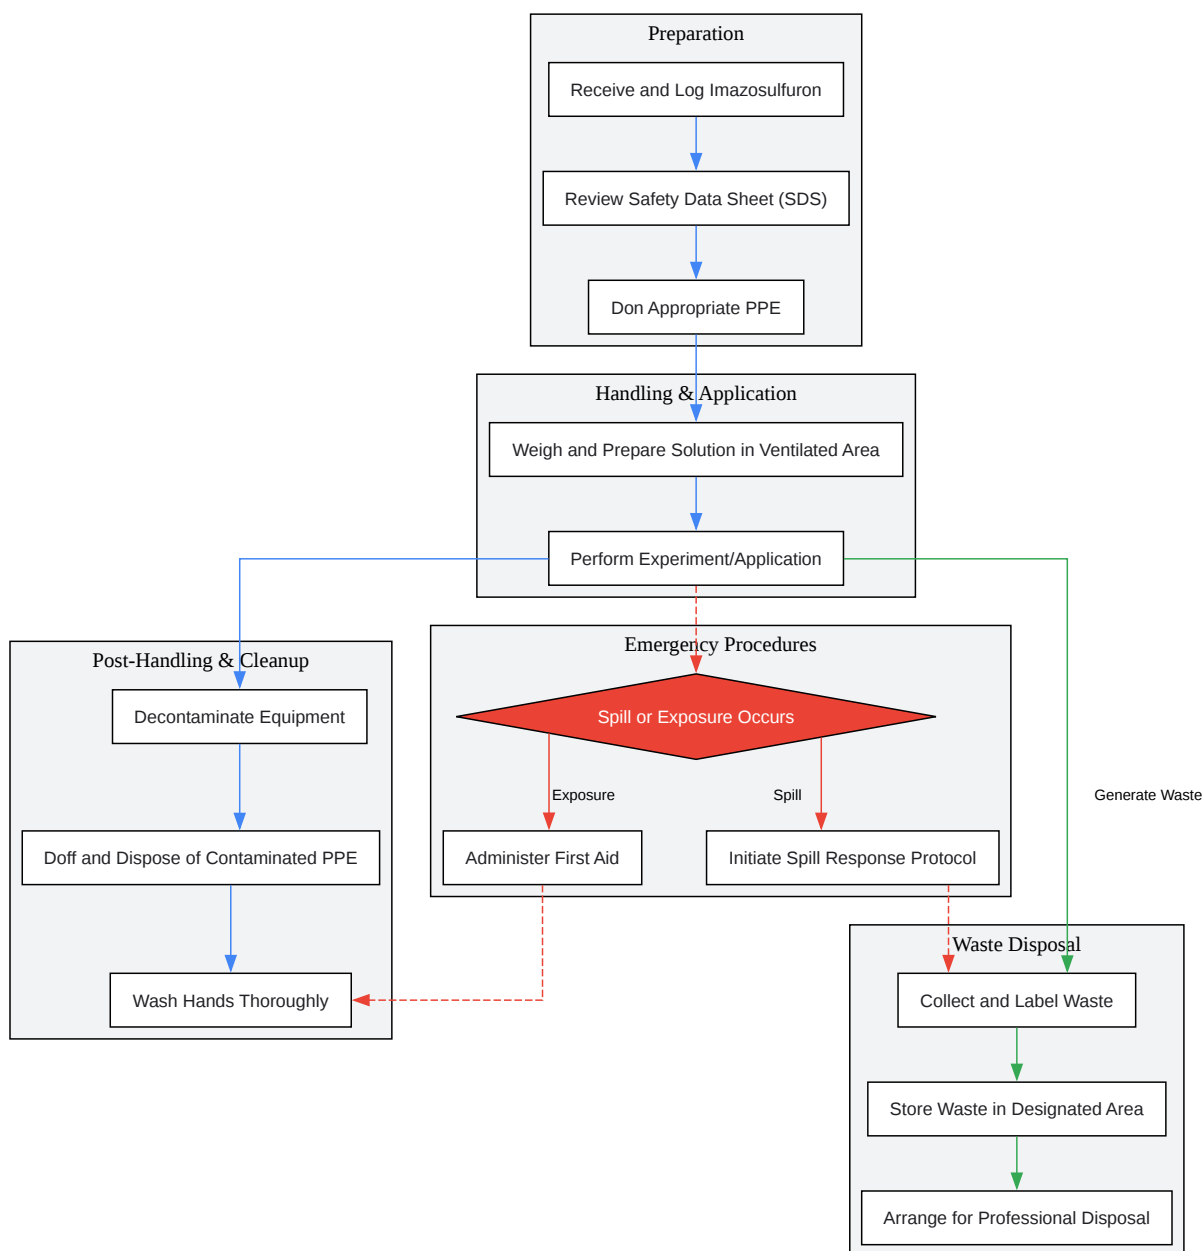 Preparation
Receive and Log Imazosulfuron
Review Safety Data Sheet (SDS)
Don Appropriate PPE
Handling & Application
Weigh and Prepare Solution in Ventilated Area
Perform Experiment/Application
Post-Handling & Cleanup
Decontaminate Equipment
Doff and Dispose of Contaminated PPE
Wash Hands Thoroughly
Emergency Procedures
Spill or Exposure Occurs
Exposure
Spill
Administer First Aid
Initiate Spill Response Protocol
Generate Waste
Waste Disposal
Collect and Label Waste
Store Waste in Designated Area
Arrange for Professional Disposal